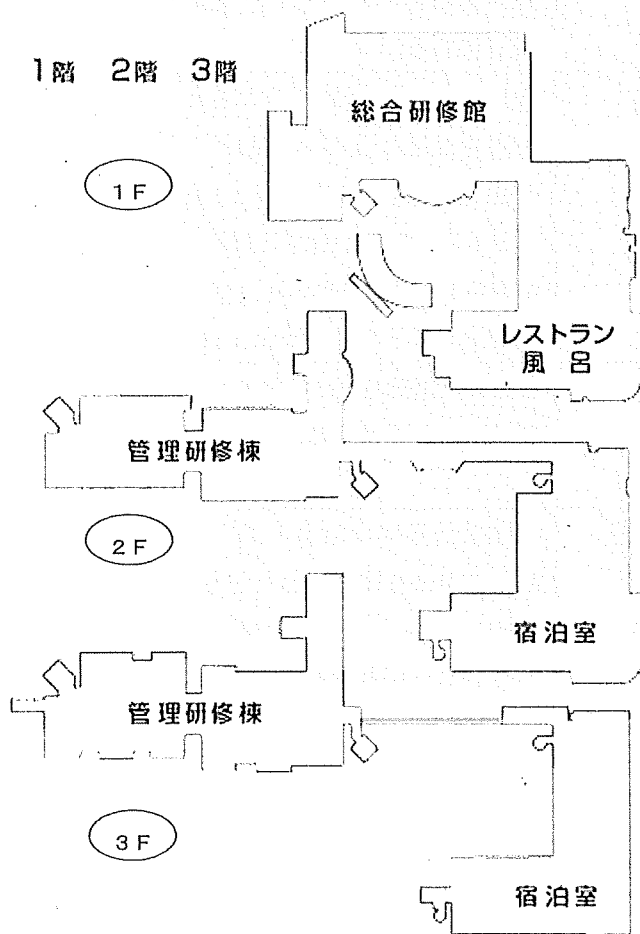 1階 2階 3階
総合研修館
1F
レストラン
風呂
管理研修棟
2F
宿泊室
管理研修棟
3F
宿泊室